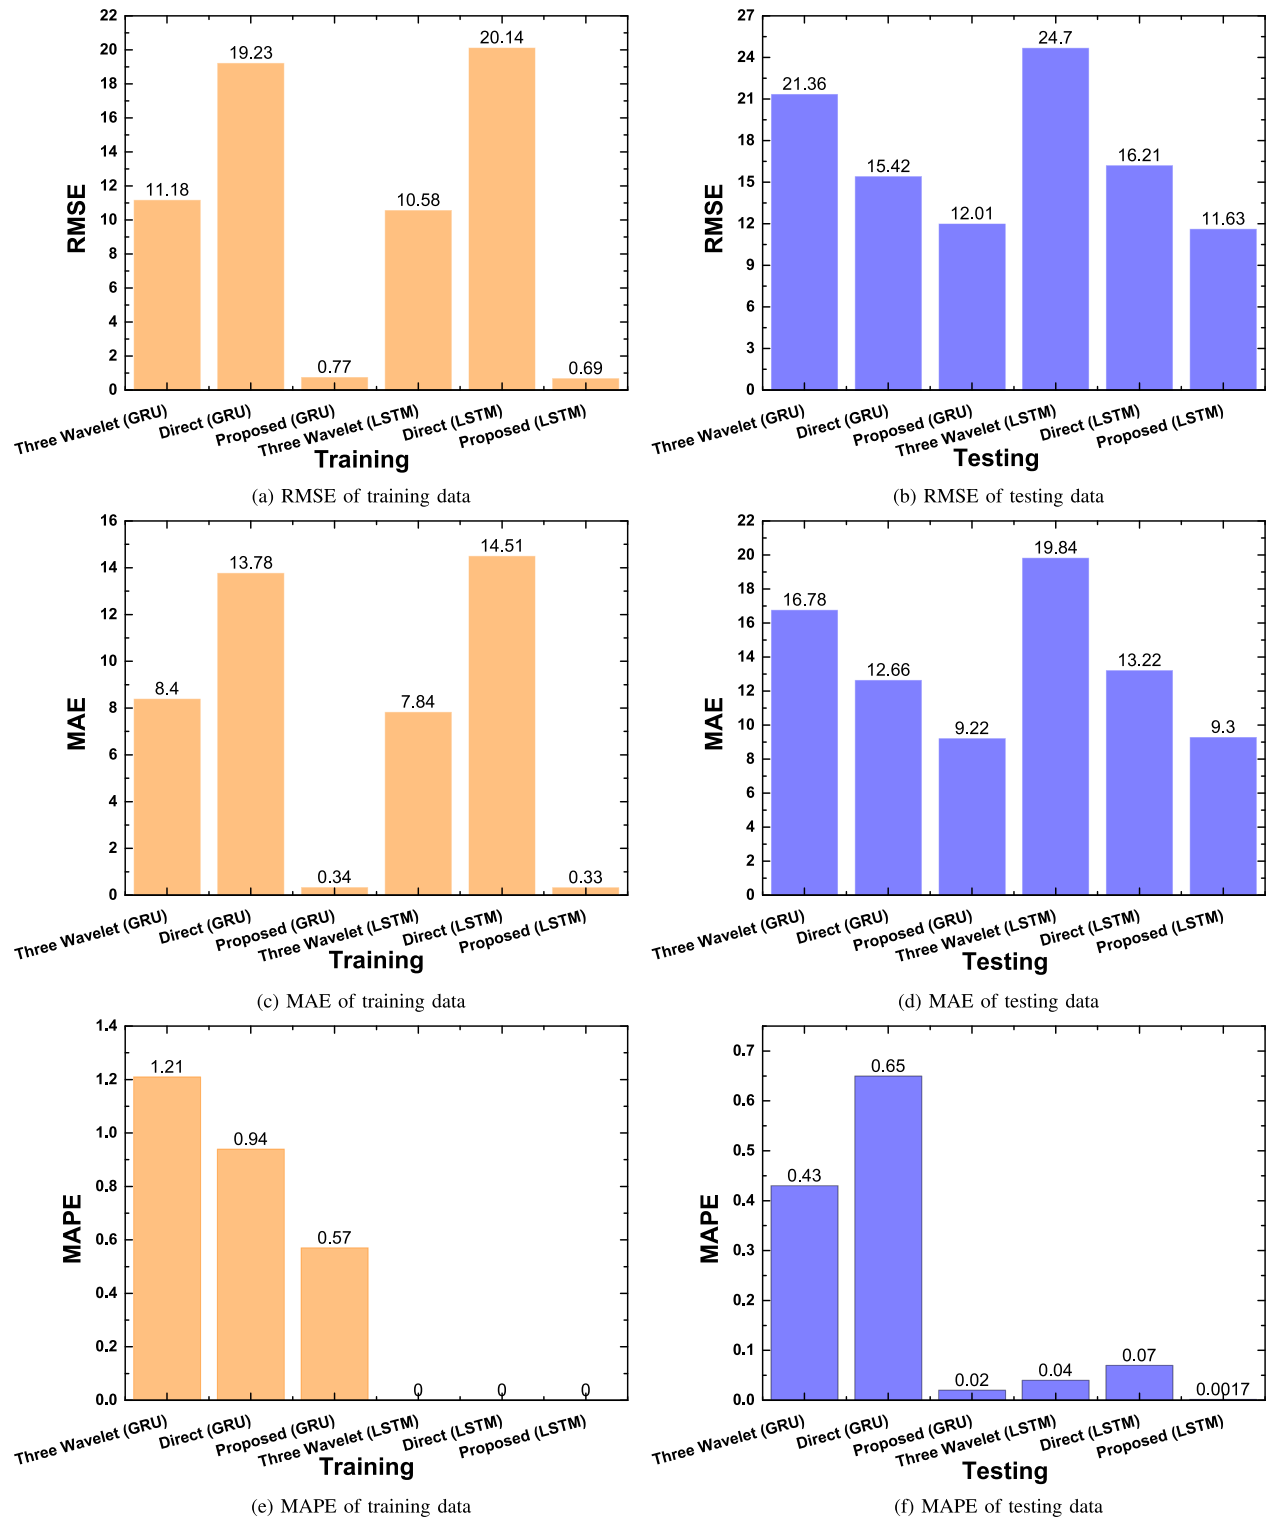 22
20
18
16
14
12
10
8
6
4
2
0
RMSE
11.18
19.23
0.77
10.58
20.14
0.69
Three Wavelet (GRU)
Direct (GRU)
Proposed (GRU)
Three Wavelet (LSTM)
Direct (LSTM)
Proposed (LSTM)
Training
(a) RMSE of training data
27
24
21
18
15
12
9
6
3
0
RMSE
21.36
15.42
12.01
24.7
16.21
11.63
Three Wavelet (GRU)
Direct (GRU)
Proposed (GRU)
Three Wavelet (LSTM)
Direct (LSTM)
Proposed (LSTM)
Testing
(b) RMSE of testing data
16
14
12
10
8
6
4
2
0
MAE
8.4
13.78
0.34
7.84
14.51
0.33
Three Wavelet (GRU)
Direct (GRU)
Proposed (GRU)
Three Wavelet (LSTM)
Direct (LSTM)
Proposed (LSTM)
Training
(c) MAE of training data
22
20
18
16
14
12
10
8
6
4
2
0
MAE
16.78
12.66
9.22
19.84
13.22
9.3
Three Wavelet (GRU)
Direct (GRU)
Proposed (GRU)
Three Wavelet (LSTM)
Direct (LSTM)
Proposed (LSTM)
Testing
(d) MAE of testing data
1.4
1.2
1.0
0.8
0.6
0.4
0.2
0.0
MAPE
1.21
0.94
0.57
0
0
0
Three Wavelet (GRU)
Direct (GRU)
Proposed (GRU)
Three Wavelet (LSTM)
Direct (LSTM)
Proposed (LSTM)
Training
(e) MAPE of training data
0.7
0.6
0.5
0.4
0.3
0.2
0.1
0.0
MAPE
0.43
0.65
0.02
0.04
0.07
0.0017
Three Wavelet (GRU)
Direct (GRU)
Proposed (GRU)
Three Wavelet (LSTM)
Direct (LSTM)
Proposed (LSTM)
Testing
(f) MAPE of testing data